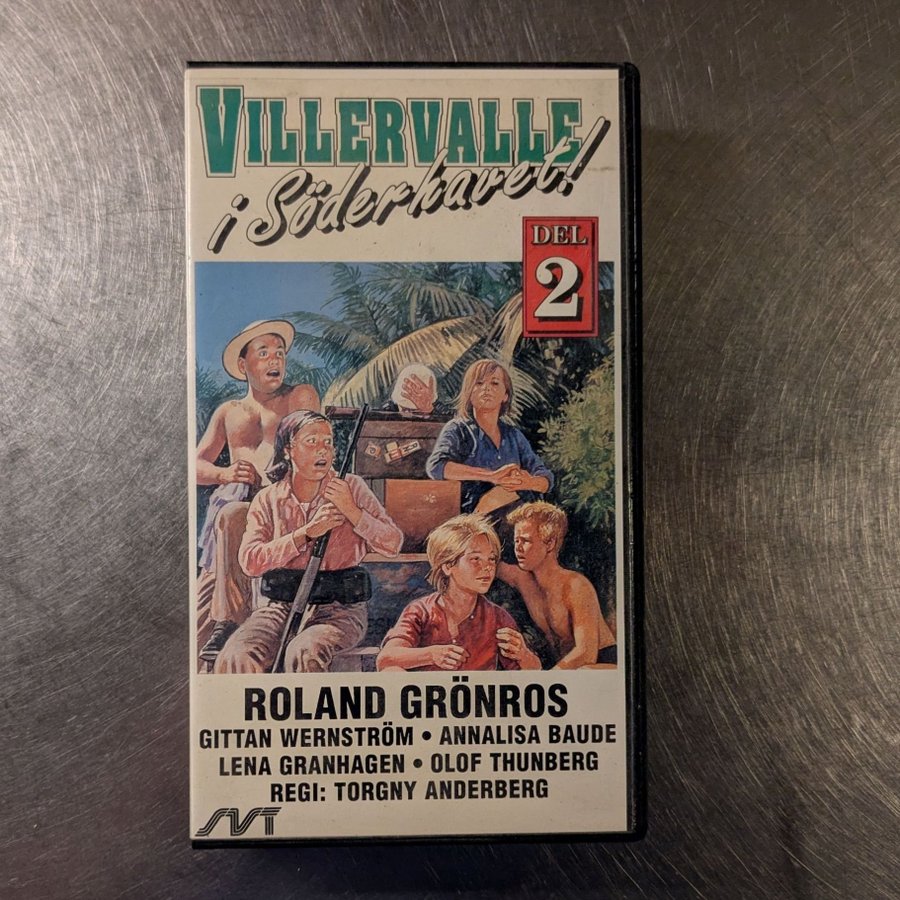 VILLERVALLE
i Söderhavet!
DEL
2
ROLAND GRÖNROS
GITTAN WERNSTRÖM • ANNALISA BAUDE
LENA GRANHAGEN • OLOF THUNBERG
REGI: TORGNY ANDERBERG
SVT